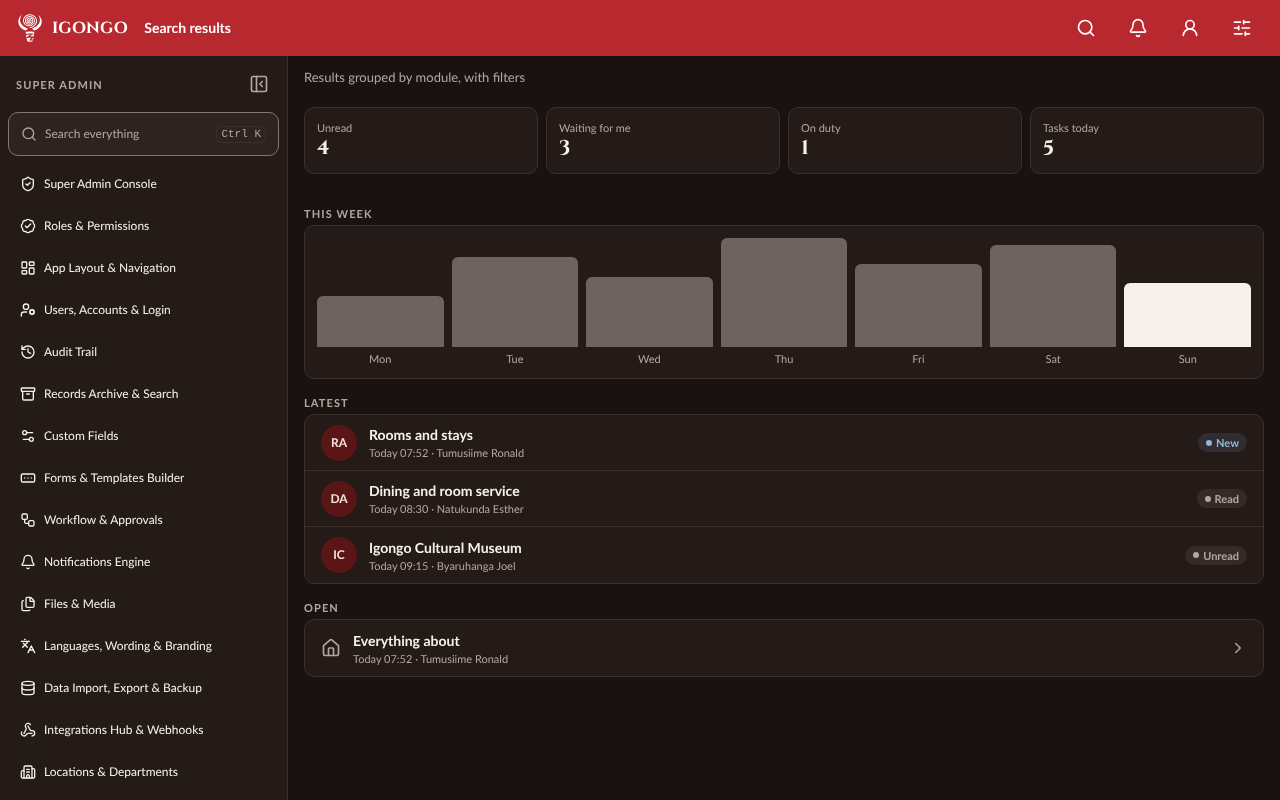 IGONGO
Search results
SUPER ADMIN
Search everything
Ctrl K
Super Admin Console
Roles & Permissions
App Layout & Navigation
Users, Accounts & Login
Audit Trail
Records Archive & Search
Custom Fields
Forms & Templates Builder
Workflow & Approvals
Notifications Engine
Files & Media
Languages, Wording & Branding
Data Import, Export & Backup
Integrations Hub & Webhooks
Locations & Departments
Results grouped by module, with filters
Unread
4
Waiting for me
3
On duty
1
Tasks today
5
THIS WEEK
Mon
Tue
Wed
Thu
Fri
Sat
Sun
LATEST
RA
Rooms and stays
Today 07:52 · Tumusiime Ronald
New
DA
Dining and room service
Today 08:30 · Natukunda Esther
Read
IC
Igongo Cultural Museum
Today 09:15 · Byaruhanga Joel
Unread
OPEN
Everything about
Today 07:52 · Tumusiime Ronald